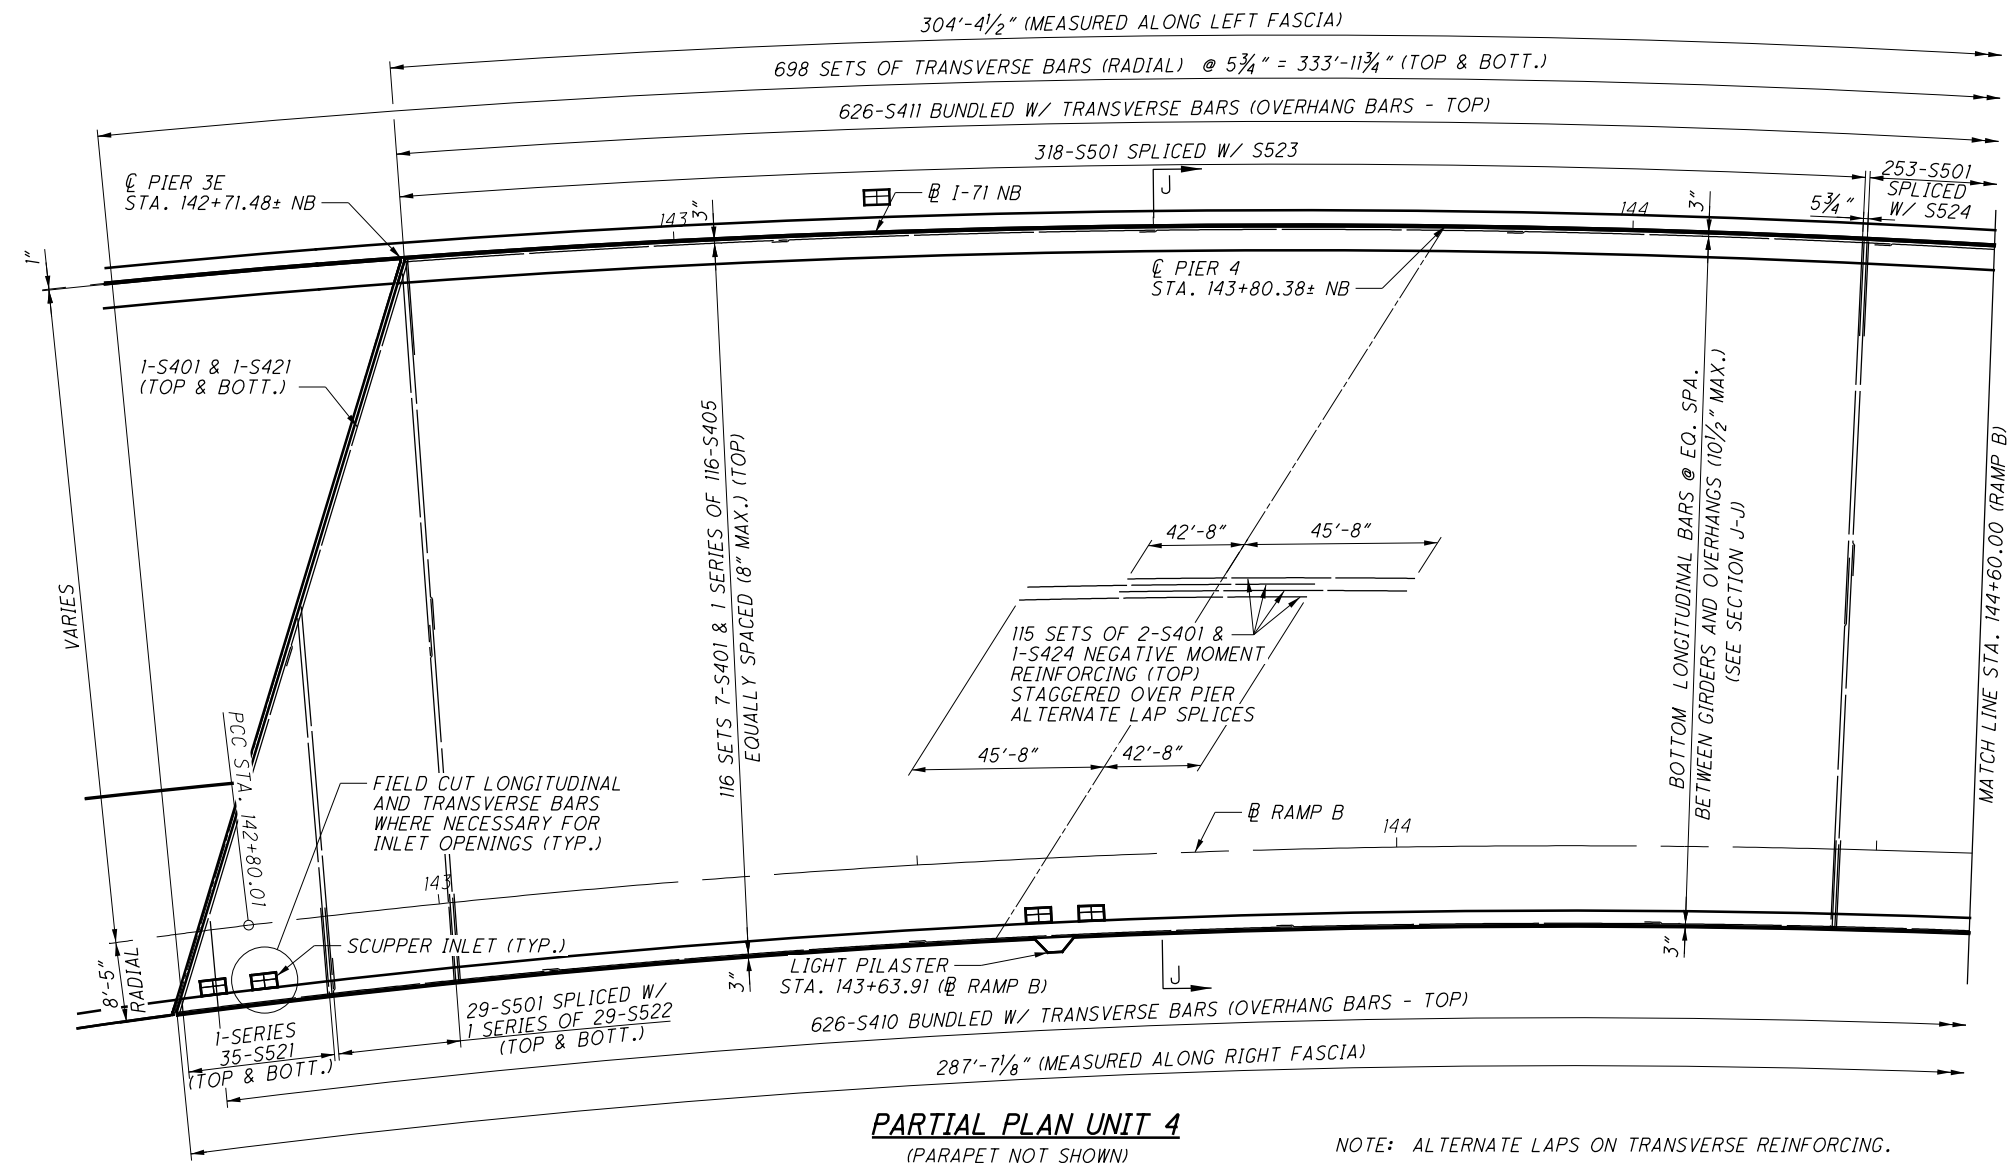 304'-4½" (MEASURED ALONG LEFT FASCIA)
698 SETS OF TRANSVERSE BARS (RADIAL) @ 5¾" = 333'-11¾" (TOP & BOTT.)
626-S411 BUNDLED W/ TRANSVERSE BARS (OVERHANG BARS - TOP)
318-S501 SPLICED W/ S523
253-S501
SPLICED
W/ S524
5¾"
℄ PIER 3E
STA. 142+71.48± NB
J
B I-71 NB
143
3"
144
3"
1"
℄ PIER 4
STA. 143+80.38± NB
1-S401 & 1-S421
(TOP & BOTT.)
116 SETS 7-S401 & 1 SERIES OF 116-S405
EQUALLY SPACED (8" MAX.) (TOP)
BOTTOM LONGITUDINAL BARS @ EQ. SPA.
BETWEEN GIRDERS AND OVERHANGS (10½" MAX.)
(SEE SECTION J-J)
MATCH LINE STA. 144+60.00 (RAMP B)
VARIES
42'-8"
45'-8"
115 SETS OF 2-S401 &
1-S424 NEGATIVE MOMENT
REINFORCING (TOP)
STAGGERED OVER PIER
ALTERNATE LAP SPLICES
45'-8"
42'-8"
PCC STA. 142+80.01
FIELD CUT LONGITUDINAL
AND TRANSVERSE BARS
WHERE NECESSARY FOR
INLET OPENINGS (TYP.)
B RAMP B
144
143
SCUPPER INLET (TYP.)
8'-5"
RADIAL
LIGHT PILASTER
STA. 143+63.91 (B RAMP B)
3"
3"
J
1-SERIES
35-S521
(TOP & BOTT.)
29-S501 SPLICED W/
1 SERIES OF 29-S522
(TOP & BOTT.)
626-S410 BUNDLED W/ TRANSVERSE BARS (OVERHANG BARS - TOP)
287'-7⅛" (MEASURED ALONG RIGHT FASCIA)
PARTIAL PLAN UNIT 4
(PARAPET NOT SHOWN)
NOTE: ALTERNATE LAPS ON TRANSVERSE REINFORCING.